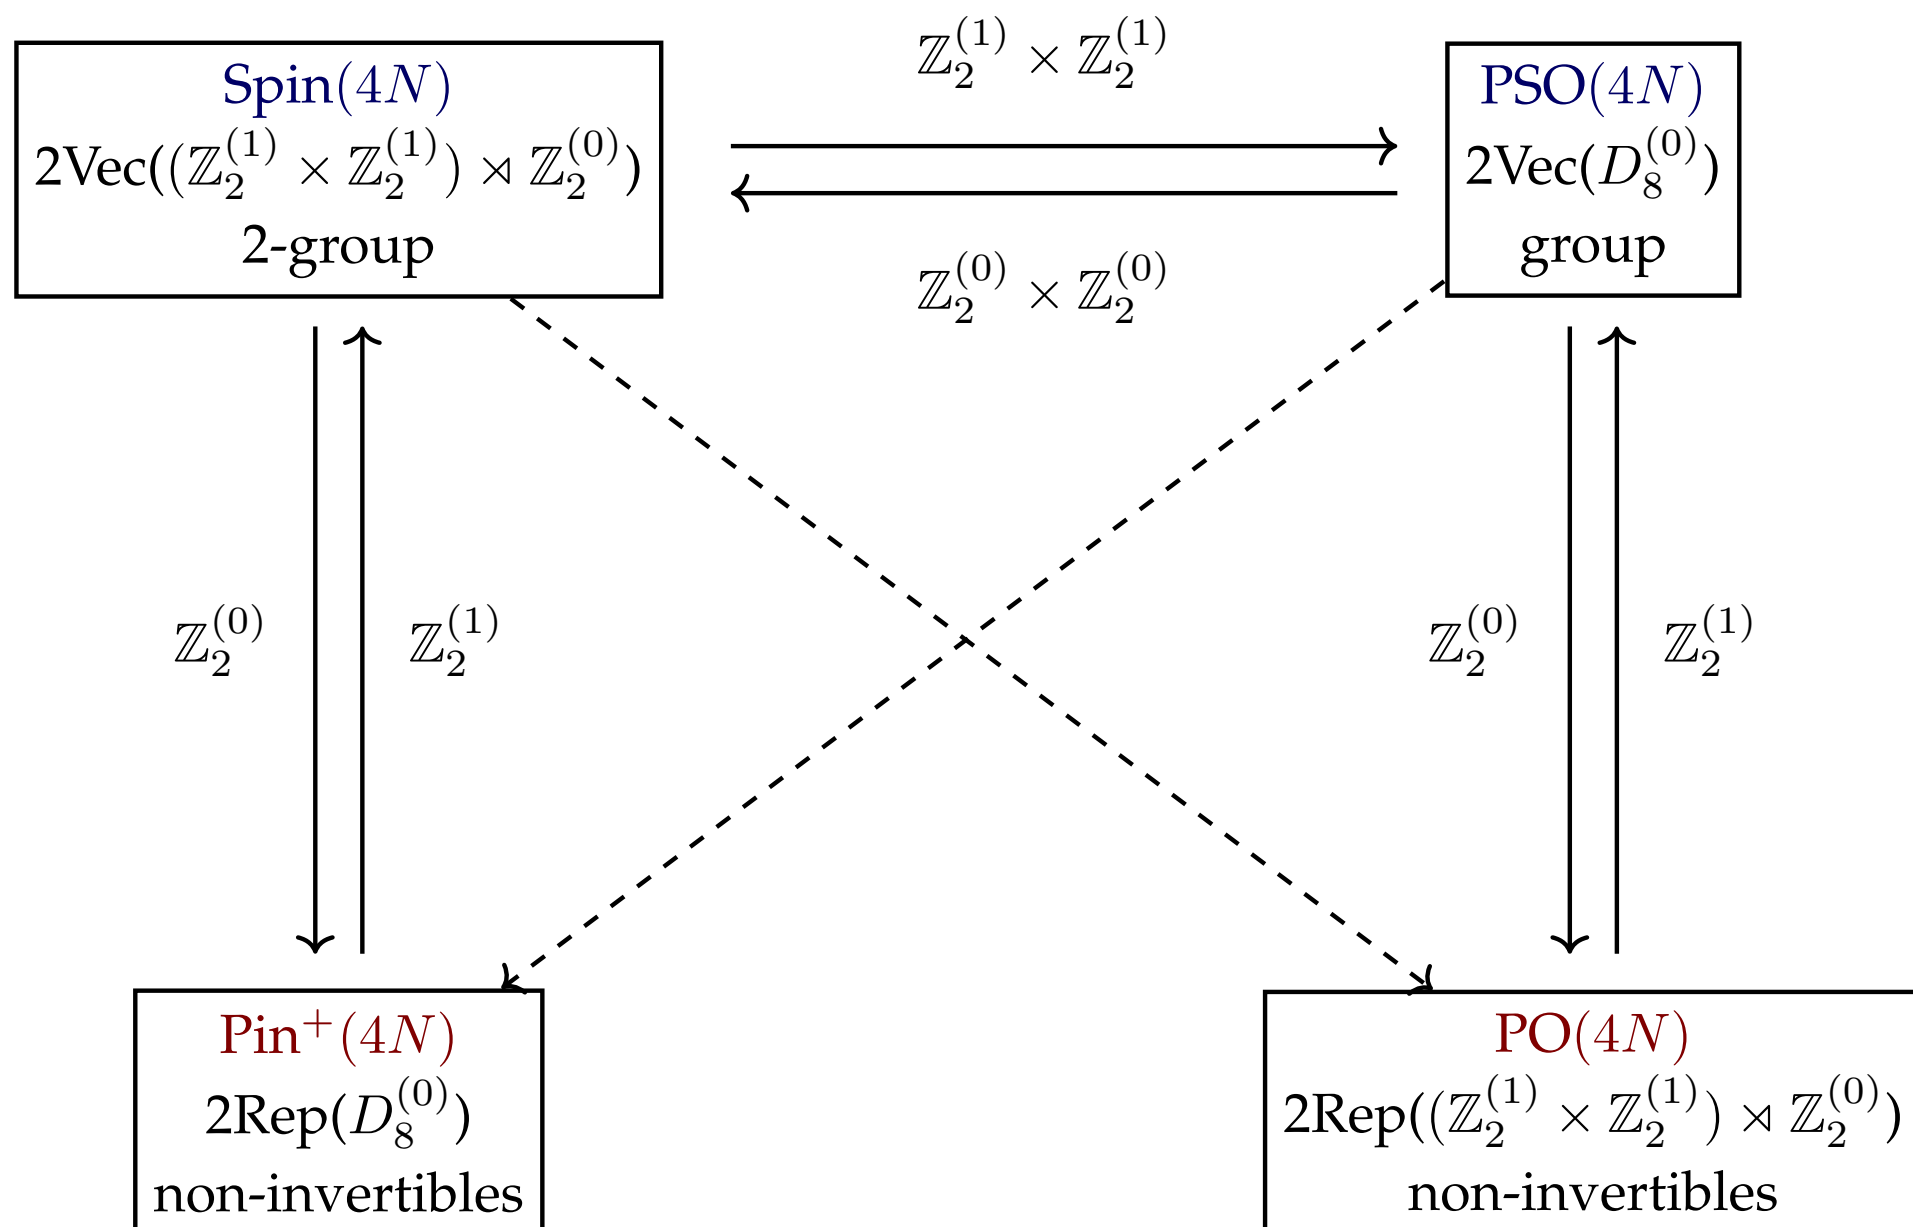 Spin(4N)
2Vec((ℤ₂⁽¹⁾ × ℤ₂⁽¹⁾) ⋊ ℤ₂⁽⁰⁾)
2-group
ℤ₂⁽¹⁾ × ℤ₂⁽¹⁾
ℤ₂⁽⁰⁾ × ℤ₂⁽⁰⁾
PSO(4N)
2Vec(D₈⁽⁰⁾)
group
ℤ₂⁽⁰⁾
ℤ₂⁽¹⁾
ℤ₂⁽⁰⁾
ℤ₂⁽¹⁾
Pin⁺(4N)
2Rep(D₈⁽⁰⁾)
non-invertibles
PO(4N)
2Rep((ℤ₂⁽¹⁾ × ℤ₂⁽¹⁾) ⋊ ℤ₂⁽⁰⁾)
non-invertibles